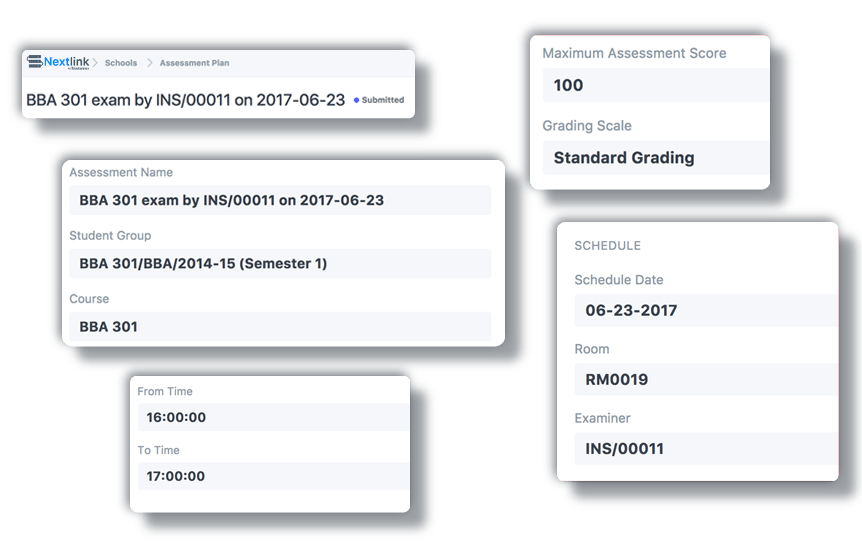 Nextlink Schools Assessment Plan
BBA 301 exam by INS/00011 on 2017-06-23 Submitted
Maximum Assessment Score
100
Grading Scale
Standard Grading
Assessment Name
BBA 301 exam by INS/00011 on 2017-06-23
Student Group
BBA 301/BBA/2014-15 (Semester 1)
Course
BBA 301
SCHEDULE
Schedule Date
06-23-2017
Room
RM0019
Examiner
INS/00011
From Time
16:00:00
To Time
17:00:00